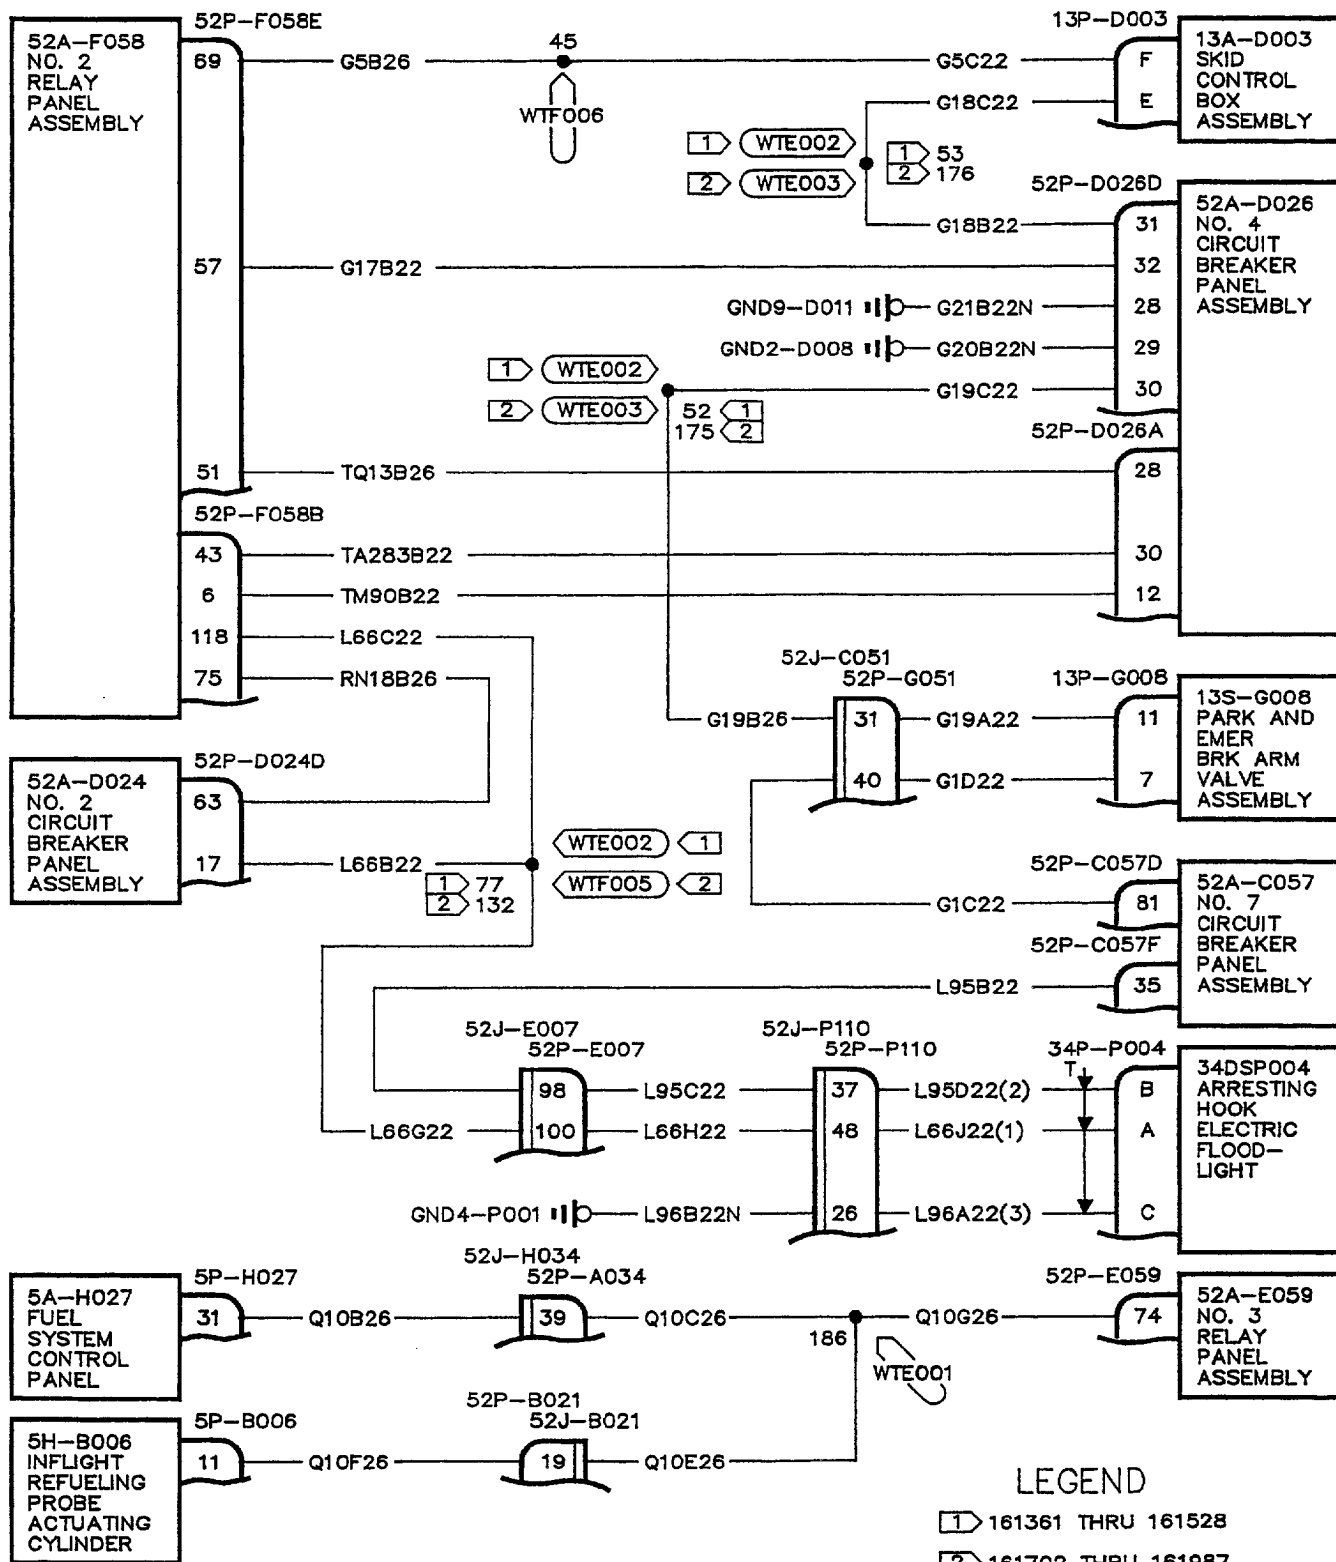 52P-F058E
13P-D003
52A-F058
NO. 2
RELAY
PANEL
ASSEMBLY
69
G5B26
45
G5C22
F
13A-D003
SKID
CONTROL
BOX
ASSEMBLY
WTF006
G18C22
E
1 WTE002
1 53
2 WTE003
2 176
52P-D026D
G18B22
31
52A-D026
NO. 4
CIRCUIT
BREAKER
PANEL
ASSEMBLY
57
G17B22
32
GND9-D011
G21B22N
28
GND2-D008
G20B22N
29
1 WTE002
G19C22
30
2 WTE003
52 1
175 2
52P-D026A
51
TQ13B26
28
52P-F058B
43
TA283B22
30
6
TM90B22
12
118
L66C22
75
RN18B26
52J-C051
52P-G051
13P-G008
G19B26
31
G19A22
11
13S-G008
PARK AND
EMER
BRK ARM
VALVE
ASSEMBLY
40
G1D22
7
52P-D024D
52A-D024
NO. 2
CIRCUIT
BREAKER
PANEL
ASSEMBLY
63
17
L66B22
WTE002 1
WTF005 2
1 77
2 132
52P-C057D
G1C22
81
52A-C057
NO. 7
CIRCUIT
BREAKER
PANEL
ASSEMBLY
52P-C057F
L95B22
35
52J-E007
52P-E007
52J-P110
52P-P110
34P-P004
T
98
L95C22
37
L95D22(2)
B
34DSP004
ARRESTING
HOOK
ELECTRIC
FLOOD-
LIGHT
L66G22
100
L66H22
48
L66J22(1)
A
GND4-P001
L96B22N
26
L96A22(3)
C
5P-H027
52J-H034
52P-A034
52P-E059
5A-H027
FUEL
SYSTEM
CONTROL
PANEL
31
Q10B26
39
Q10C26
186
Q10G26
74
52A-E059
NO. 3
RELAY
PANEL
ASSEMBLY
WTE001
5P-B006
52P-B021
52J-B021
5H-B006
INFLIGHT
REFUELING
PROBE
ACTUATING
CYLINDER
11
Q10F26
19
Q10E26
LEGEND
1 161361 THRU 161528
2 161702 THRU 161987